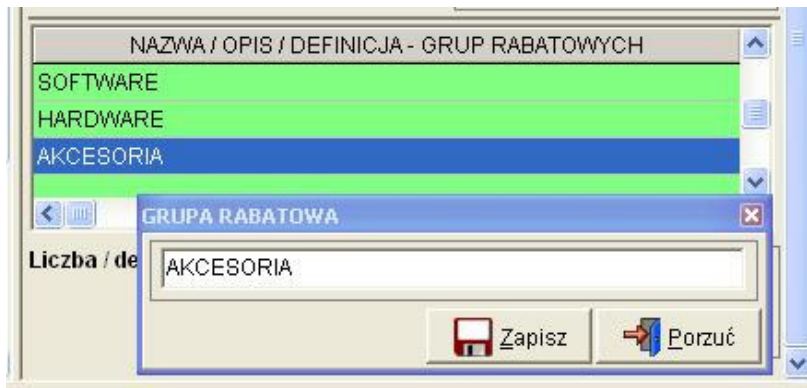 NAZWA / OPIS / DEFINICJA - GRUP RABATOWYCH
SOFTWARE
HARDWARE
AKCESORIA
GRUPA RABATOWA
Liczba / de
AKCESORIA
Zapisz
Porzuć